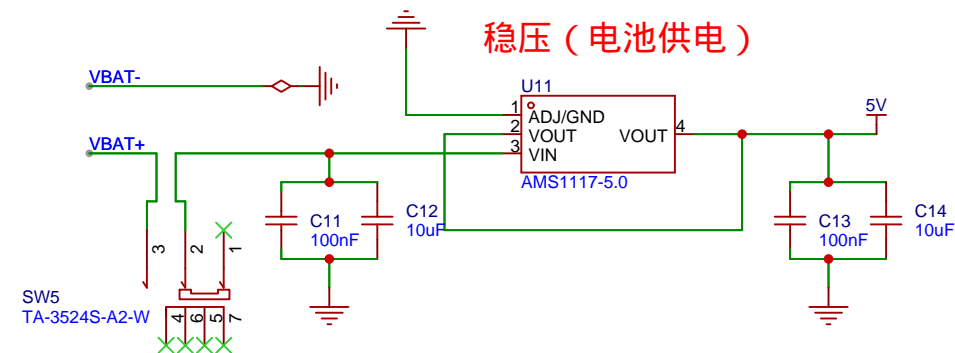 稳压（电池供电）
VBAT-
U11
5V
1
ADJ/GND
2
VOUT
VOUT
4
VBAT+
3
VIN
AMS1117-5.0
C11
100nF
C12
10uF
C13
100nF
C14
10uF
3
2
1
SW5
TA-3524S-A2-W
4
6
5
7